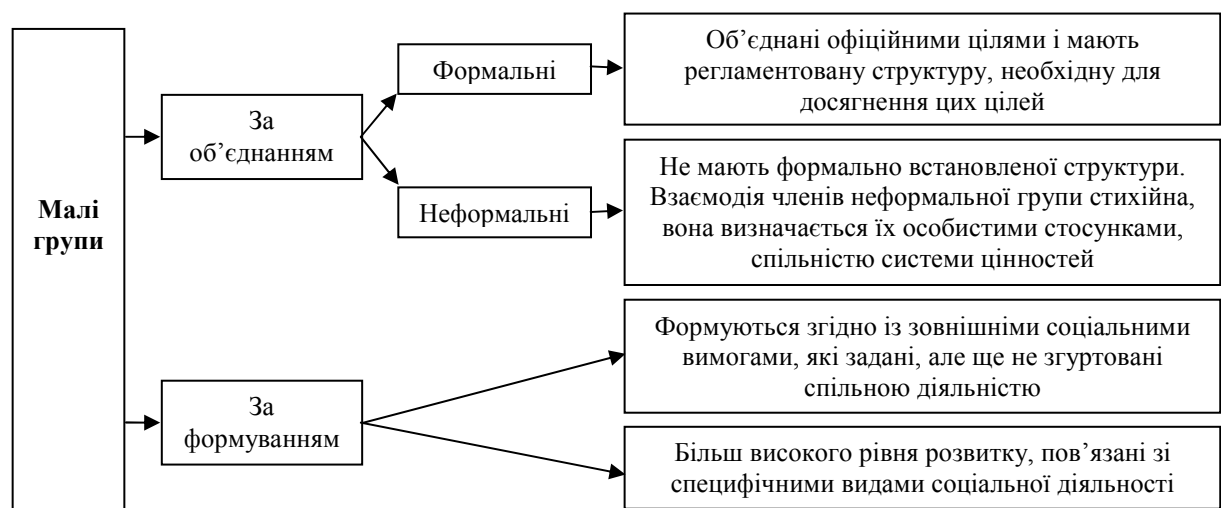 Малі
групи
За
об’єднанням
Формальні
Об’єднані офіційними цілями і мають
регламентовану структуру, необхідну для
досягнення цих цілей
Неформальні
Не мають формально встановленої структури.
Взаємодія членів неформальної групи стихійна,
вона визначається їх особистими стосунками,
спільністю системи цінностей
За
формуванням
Формуються згідно із зовнішніми соціальними
вимогами, які задані, але ще не згуртовані
спільною діяльністю
Більш високого рівня розвитку, пов’язані зі
специфічними видами соціальної діяльності